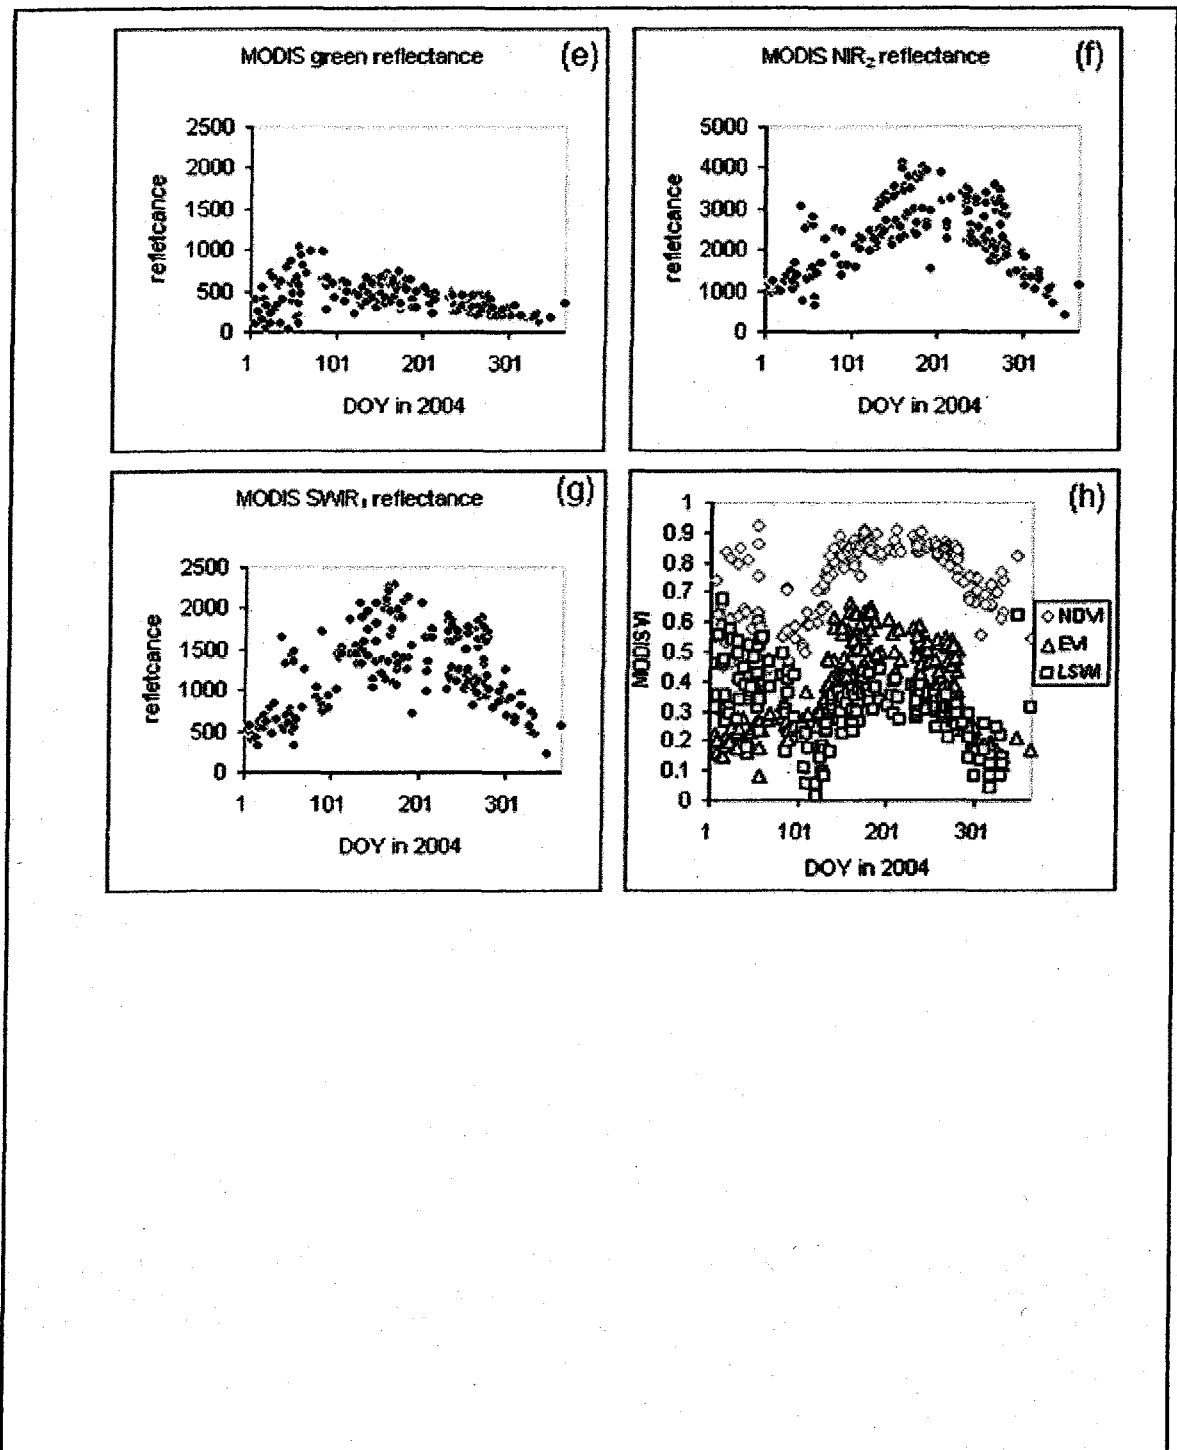 MODIS green reflectance (e)
2500
2000
1500
1000
500
0
refletcance
1 101 201 301
DOY in 2004
MODIS NIR₂ reflectance (f)
5000
4000
3000
2000
1000
0
refletcance
1 101 201 301
DOY in 2004
MODIS SWIR₁ reflectance (g)
2500
2000
1500
1000
500
0
refletcance
1 101 201 301
DOY in 2004
(h)
1
0.9
0.8
0.7
0.6
0.5
0.4
0.3
0.2
0.1
0
MODIS VI
1 101 201 301
DOY in 2004
NDVI
EVI
LSWI